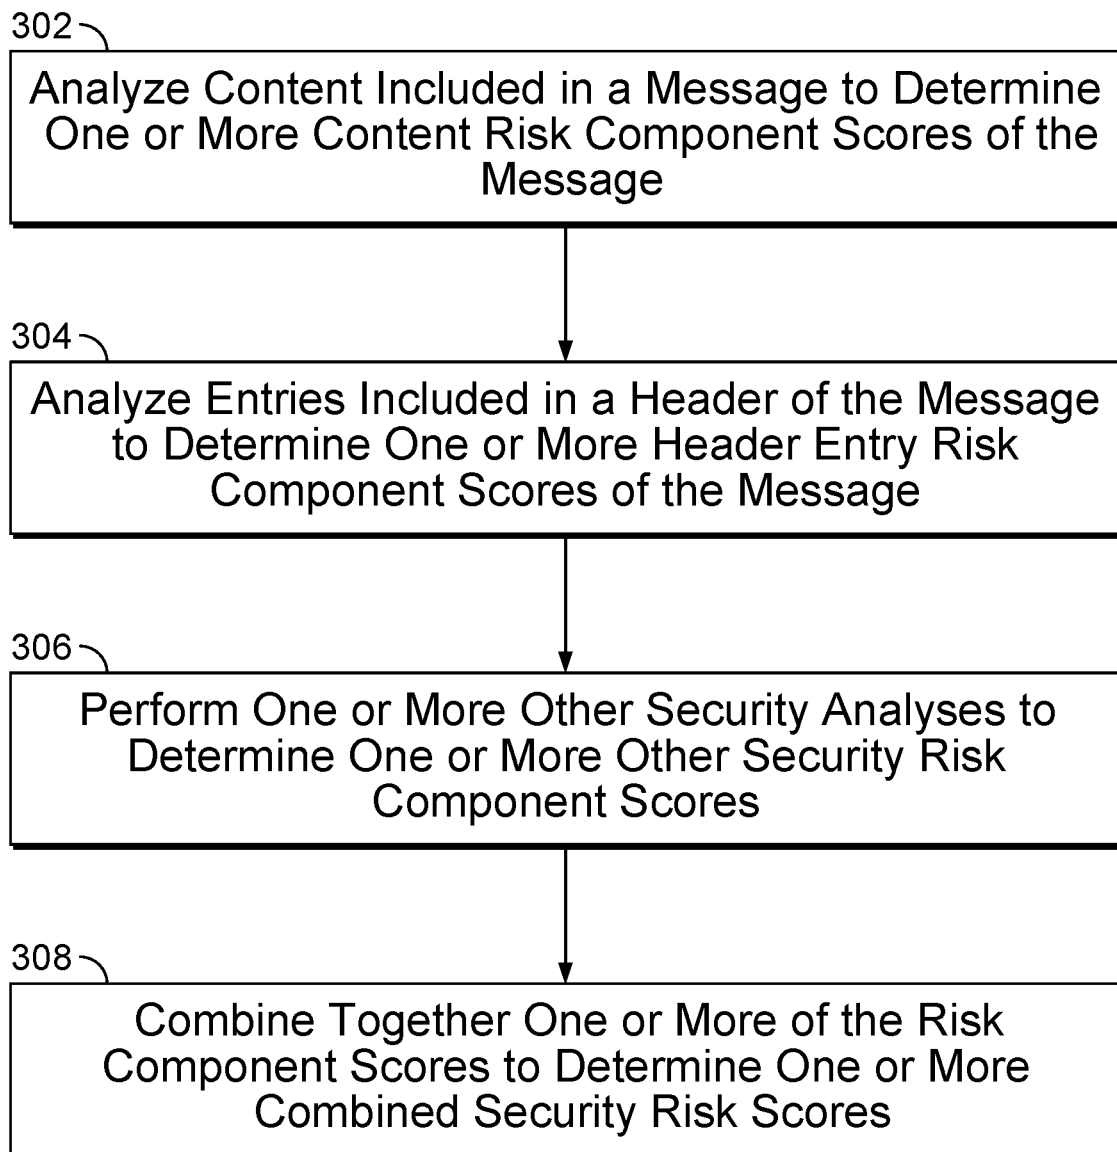 302
Analyze Content Included in a Message to Determine
One or More Content Risk Component Scores of the
Message
304
Analyze Entries Included in a Header of the Message
to Determine One or More Header Entry Risk
Component Scores of the Message
306
Perform One or More Other Security Analyses to
Determine One or More Other Security Risk
Component Scores
308
Combine Together One or More of the Risk
Component Scores to Determine One or More
Combined Security Risk Scores